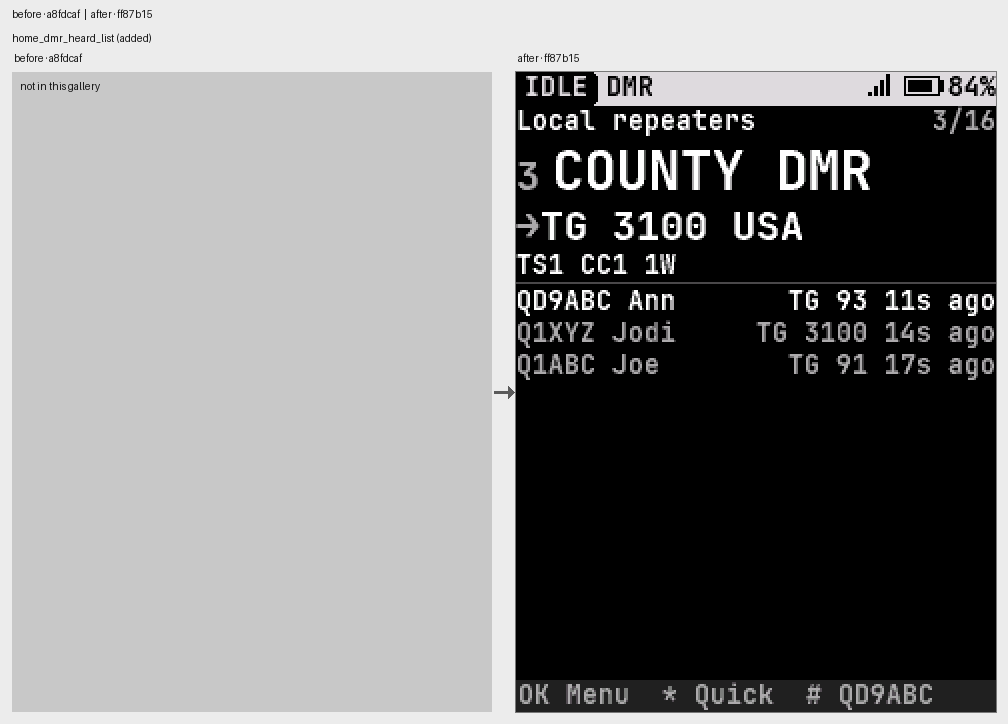 before · a8fdcaf | after · ff87b15
home_dmr_heard_list (added)
before · a8fdcaf
not in this gallery
→
after · ff87b15
IDLE DMR 84%
Local repeaters 3/16
3 COUNTY DMR
→TG 3100 USA
TS1 CC1 1W
QD9ABC Ann TG 93 11s ago
Q1XYZ Jodi TG 3100 14s ago
Q1ABC Joe TG 91 17s ago
OK Menu * Quick # QD9ABC